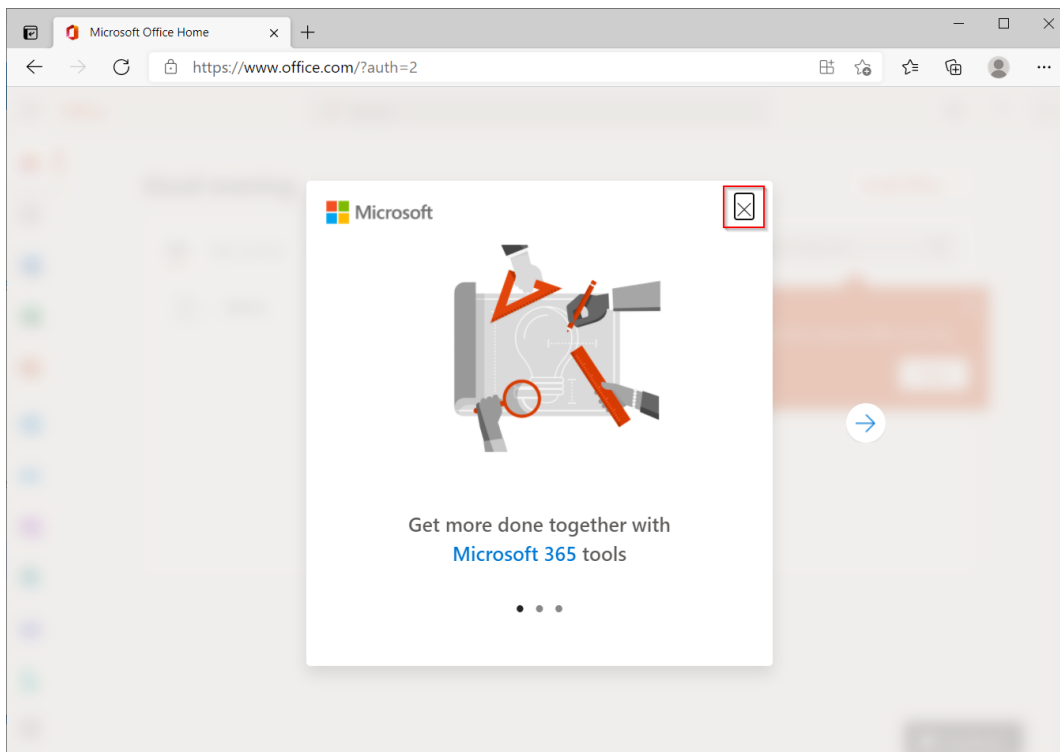 Microsoft Office Home
https://www.office.com/?auth=2
Microsoft
Get more done together with
Microsoft 365 tools